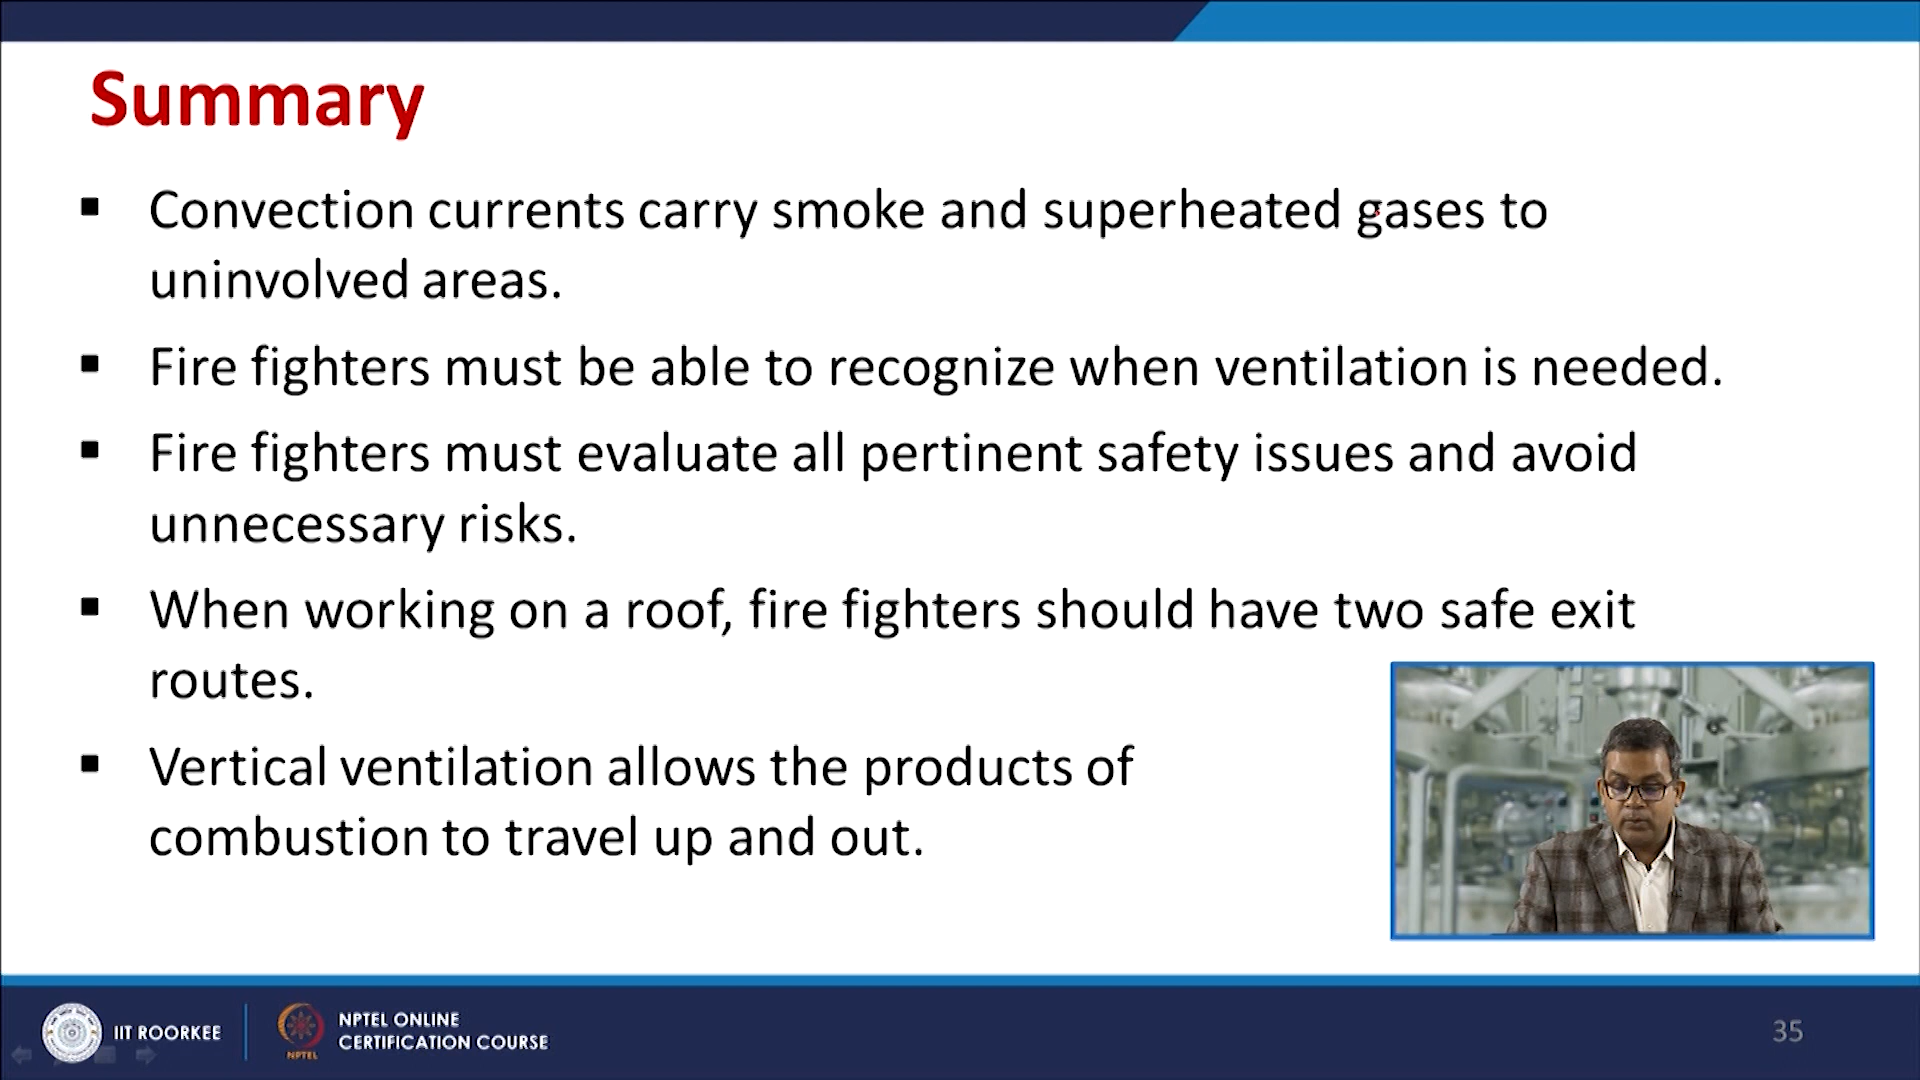 Summary
▪ Convection currents carry smoke and superheated gases to
uninvolved areas.
▪ Fire fighters must be able to recognize when ventilation is needed.
▪ Fire fighters must evaluate all pertinent safety issues and avoid
unnecessary risks.
▪ When working on a roof, fire fighters should have two safe exit
routes.
▪ Vertical ventilation allows the products of
combustion to travel up and out.
IIT ROORKEE
NPTEL
NPTEL ONLINE
CERTIFICATION COURSE
35